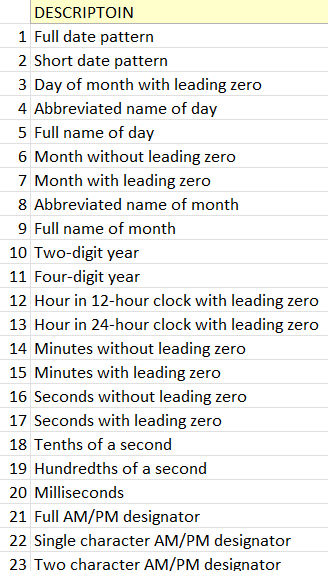 DESCRIPTOIN
1 Full date pattern
2 Short date pattern
3 Day of month with leading zero
4 Abbreviated name of day
5 Full name of day
6 Month without leading zero
7 Month with leading zero
8 Abbreviated name of month
9 Full name of month
10 Two-digit year
11 Four-digit year
12 Hour in 12-hour clock with leading zero
13 Hour in 24-hour clock with leading zero
14 Minutes without leading zero
15 Minutes with leading zero
16 Seconds without leading zero
17 Seconds with leading zero
18 Tenths of a second
19 Hundredths of a second
20 Milliseconds
21 Full AM/PM designator
22 Single character AM/PM designator
23 Two character AM/PM designator